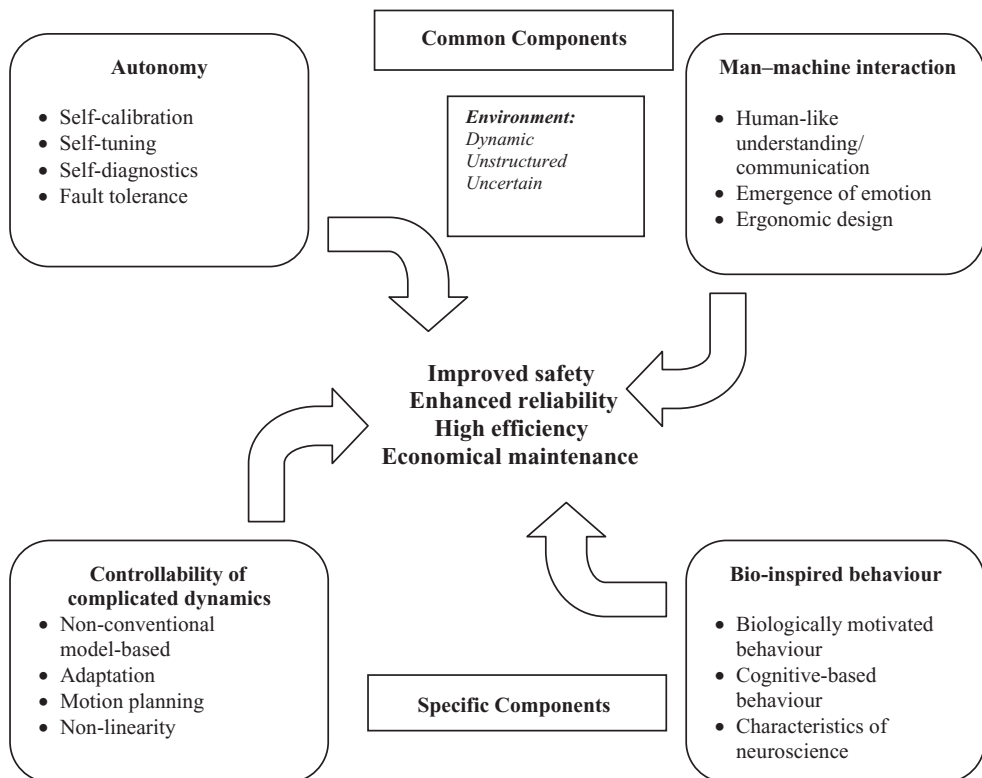 Common Components
Autonomy
• Self-calibration
• Self-tuning
• Self-diagnostics
• Fault tolerance
Environment:
Dynamic
Unstructured
Uncertain
Man–machine interaction
• Human-like
understanding/
communication
• Emergence of emotion
• Ergonomic design
Improved safety
Enhanced reliability
High efficiency
Economical maintenance
Controllability of
complicated dynamics
• Non-conventional
model-based
• Adaptation
• Motion planning
• Non-linearity
Specific Components
Bio-inspired behaviour
• Biologically motivated
behaviour
• Cognitive-based
behaviour
• Characteristics of
neuroscience